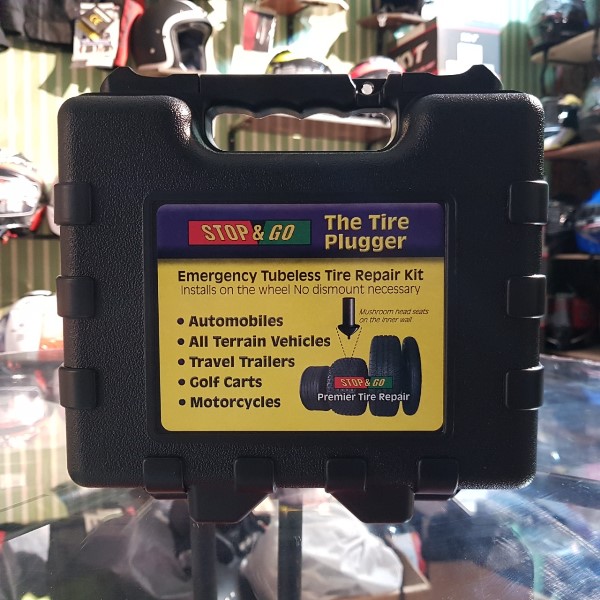 STOP & GO
The Tire
Plugger
Emergency Tubeless Tire Repair Kit
Installs on the wheel No dismount necessary
Mushroom head seats
on the inner wall
• Automobiles
• All Terrain Vehicles
• Travel Trailers
• Golf Carts
• Motorcycles
STOP & GO
Premier Tire Repair